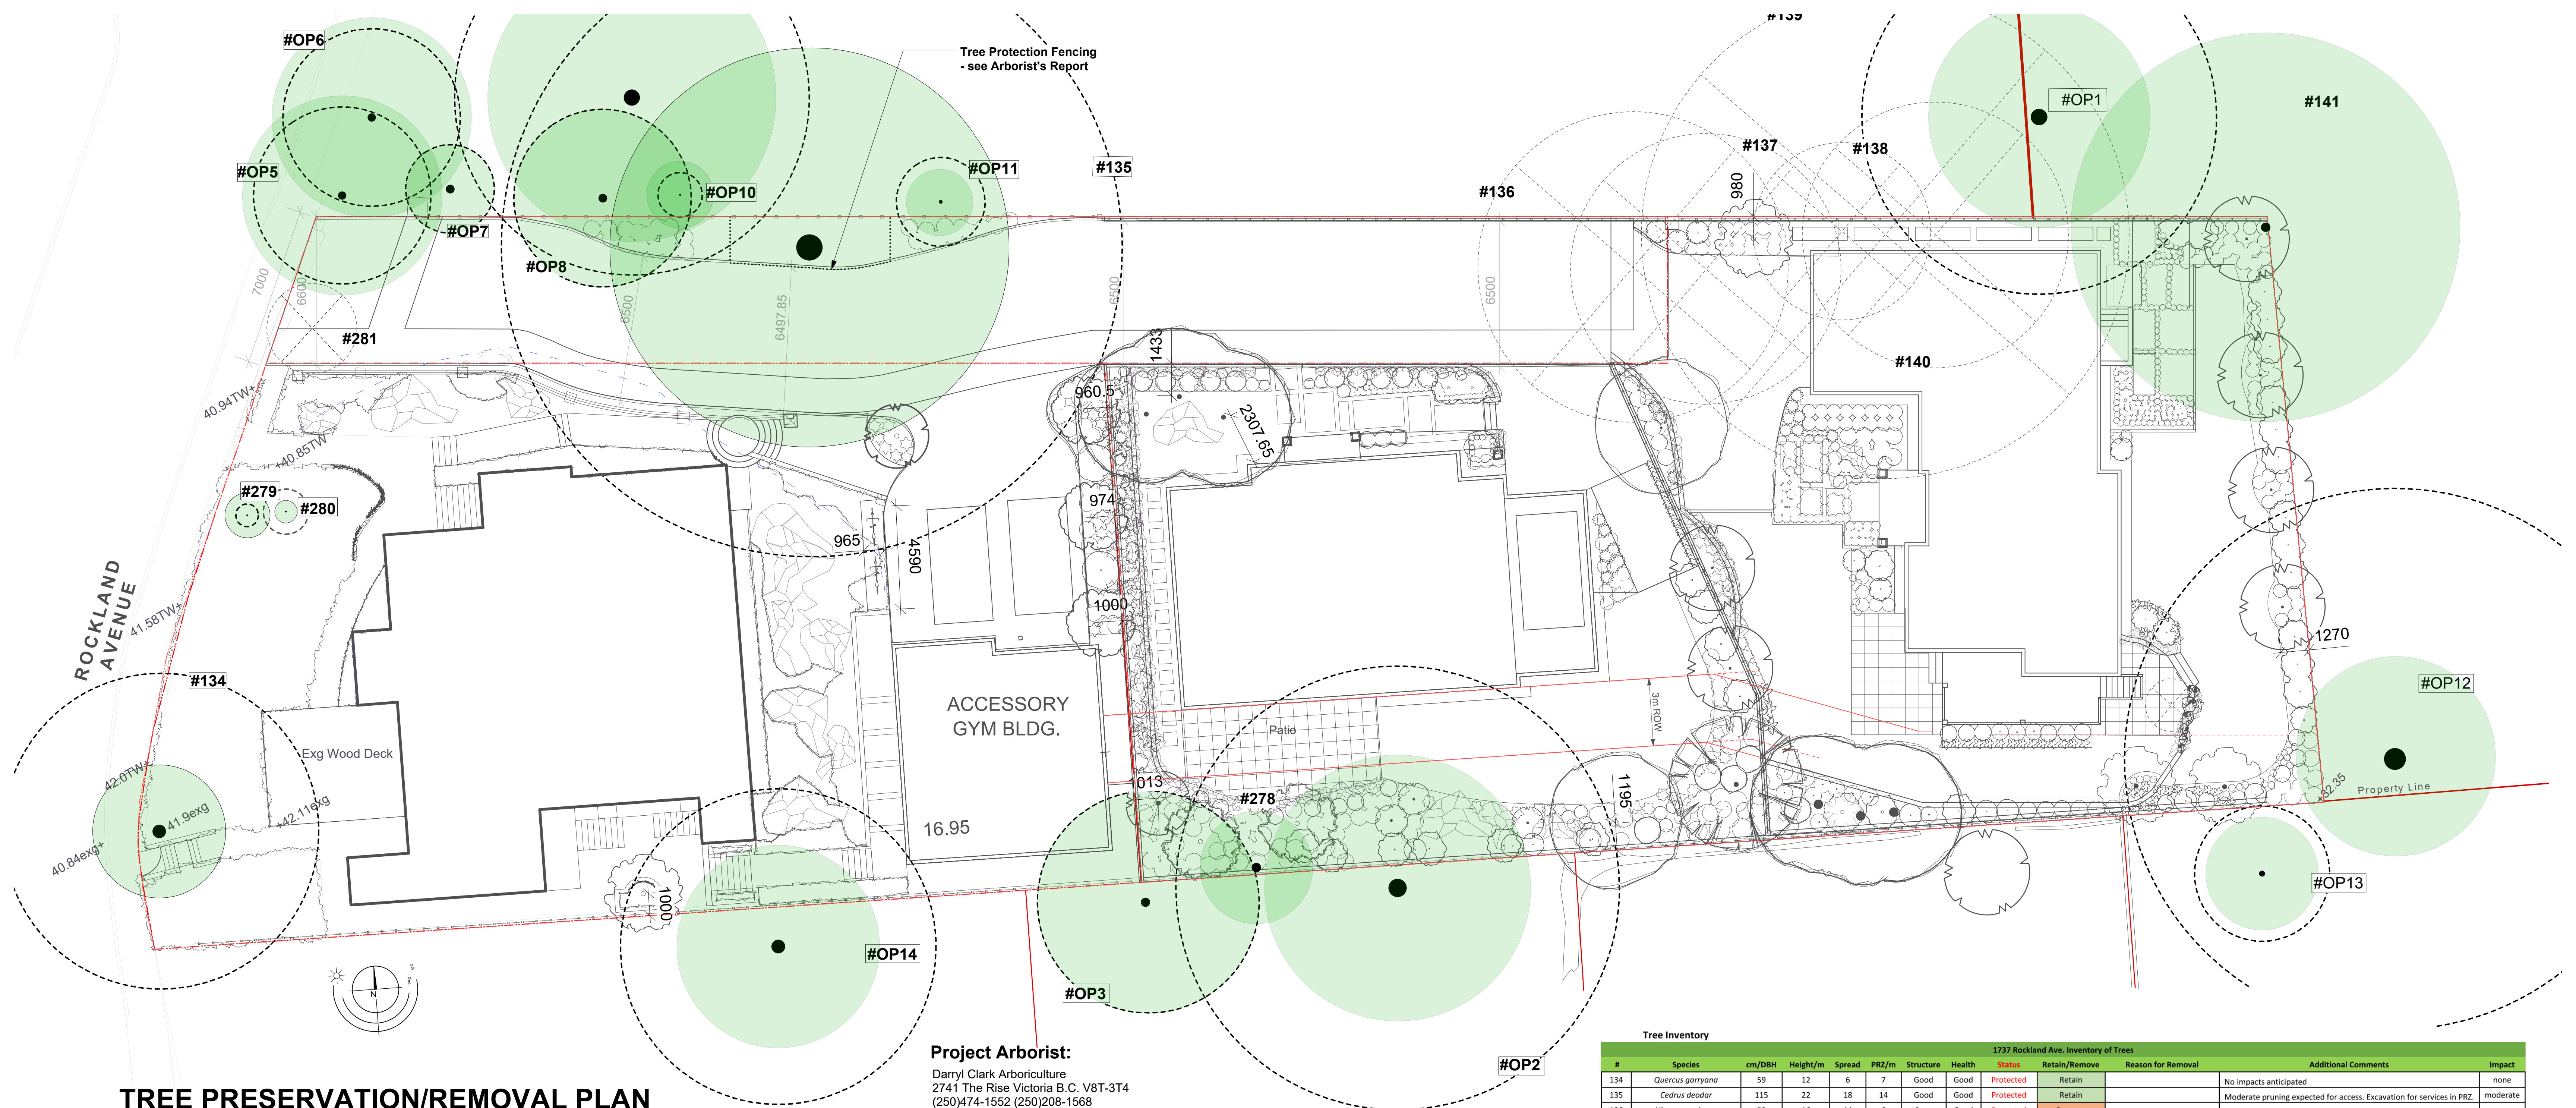 #OP6
Tree Protection Fencing
- see Arborist's Report
#139
#OP1
#141
#OP5
#OP10
#OP11
#135
#137
#138
#136
980
#OP7
#OP8
7000
6600
6500
6497.85
6500
6500
#281
1433
#140
40.94TW+
960.5
2307.65
+40.85TW
#279
#280
974
965
4590
1000
ROCKLAND
AVENUE
41.58TW+
1270
#134
ACCESSORY
GYM BLDG.
3m ROW
#OP12
Exg Wood Deck
Patio
42.0TW+
41.9exg
+42.11exg
1013
#278
1195
+32.35
Property Line
16.95
40.84exg+
1000
#OP13
#OP14
N
#OP3
#OP2
Project Arborist:
Darryl Clark Arboriculture
2741 The Rise Victoria B.C. V8T-3T4
(250)474-1552 (250)208-1568
TREE PRESERVATION/REMOVAL PLAN
Tree Inventory
1737 Rockland Ave. Inventory of Trees
# Species cm/DBH Height/m Spread PRZ/m Structure Health Status Retain/Remove Reason for Removal Additional Comments Impact
134 Quercus garryana 59 12 6 7 Good Good Protected Retain No impacts anticipated none
135 Cedrus deodar 115 22 18 14 Good Good Protected Retain Moderate pruning expected for access. Excavation for services in PRZ. moderate